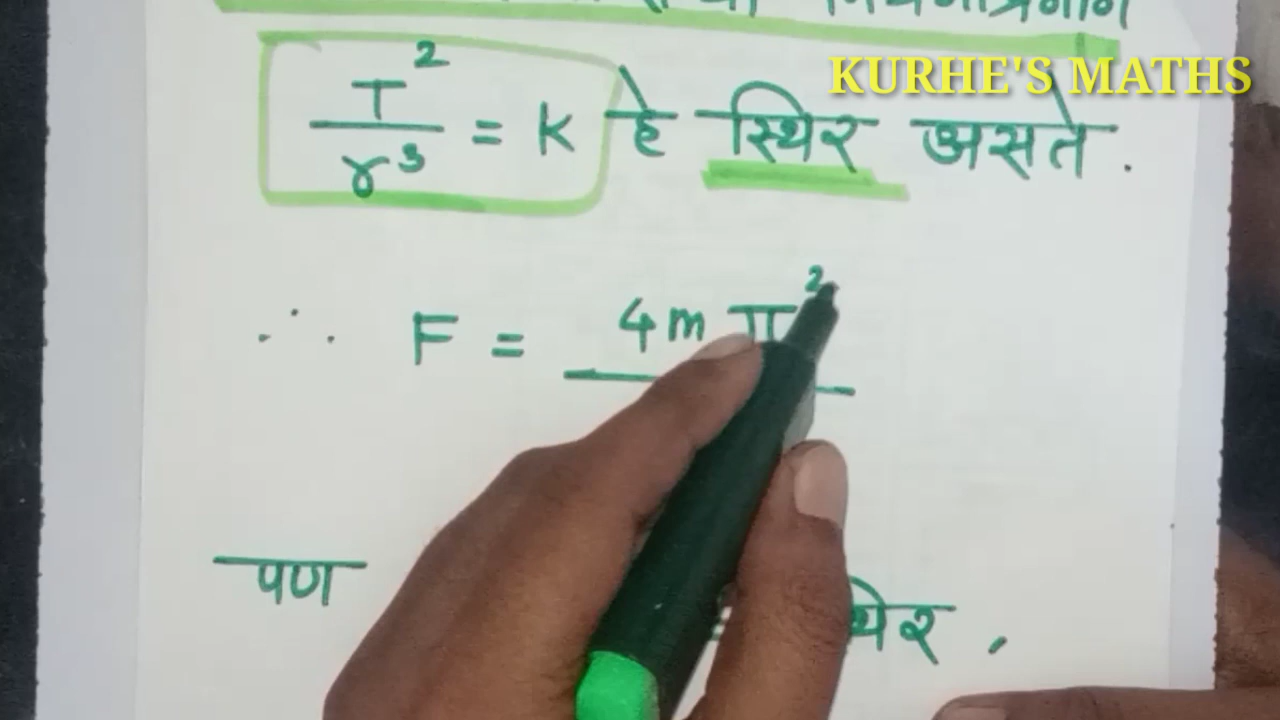 KURHE'S MATHS
T²/r³ = K हे स्थिर असते.
∴ F = 4mπ²
पण